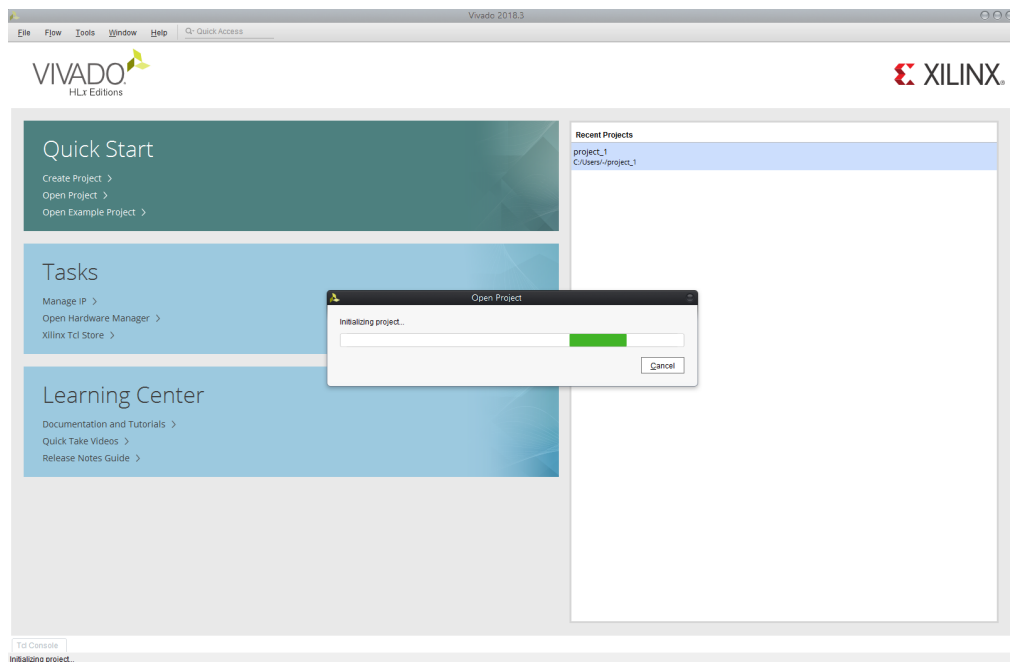 Vivado 2018.3
File Flow Tools Window Help Q- Quick Access
VIVADO.
HLx Editions
XILINX®
Quick Start
Create Project >
Open Project >
Open Example Project >
Tasks
Manage IP >
Open Hardware Manager >
Xilinx Tcl Store >
Learning Center
Documentation and Tutorials >
Quick Take Videos >
Release Notes Guide >
Recent Projects
project_1
C:/Users/-/project_1
Open Project
Initializing project...
Cancel
Tcl Console
Initializing project...